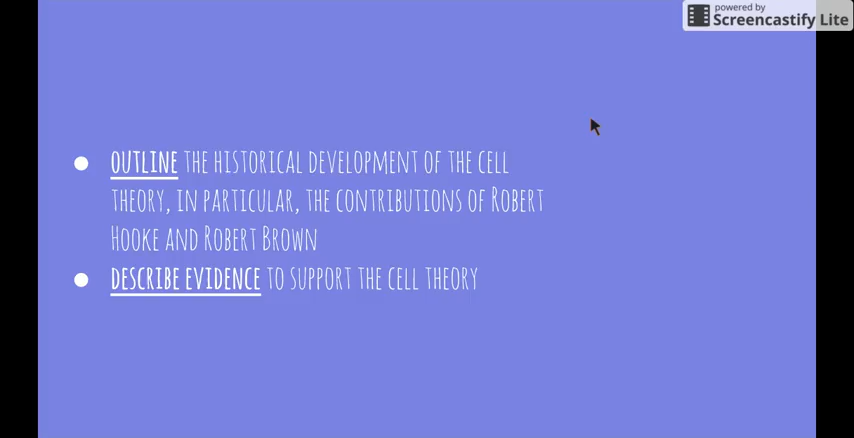 powered by
Screencastify Lite
● OUTLINE THE HISTORICAL DEVELOPMENT OF THE CELL
THEORY, IN PARTICULAR, THE CONTRIBUTIONS OF ROBERT
HOOKE AND ROBERT BROWN
● DESCRIBE EVIDENCE TO SUPPORT THE CELL THEORY